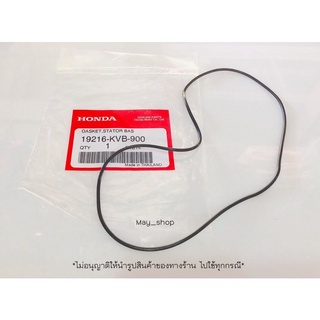 HONDA
GASKET,STATOR BAS
19216-KVB-900
QTY 1
Made in THAILAND
May_shop
*ไม่อนุญาติให้นำรูปสินค้าของทางร้าน ไปใช้ทุกกรณี*